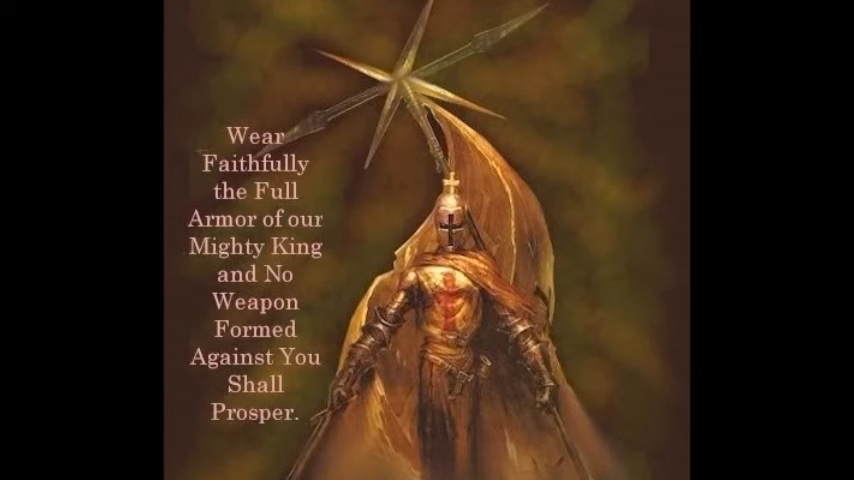 Wear
Faithfully
the Full
Armor of our
Mighty King
and No
Weapon
Formed
Against You
Shall
Prosper.